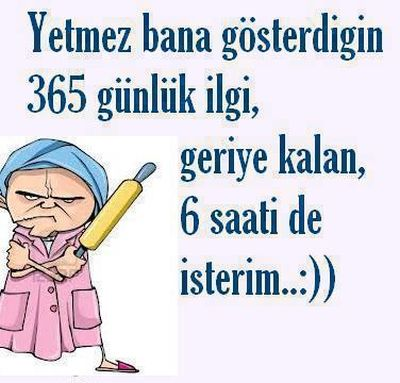 Yetmez bana gösterdigin
365 günlük ilgi,
geriye kalan,
6 saati de
isterim..:))